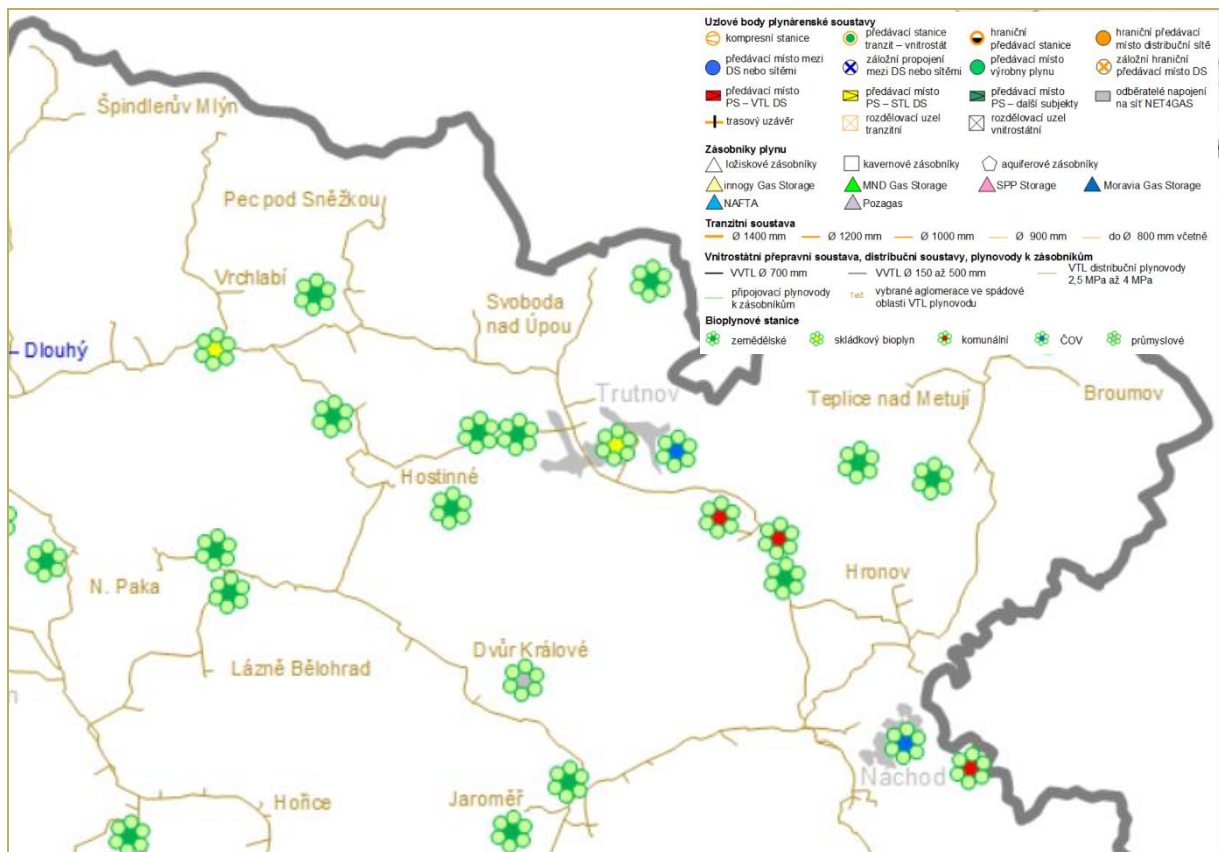 Uzlové body plynárenské soustavy
kompresní stanice
předávací stanice
tranzit – vnitrostát
hraniční
předávací stanice
hraniční předávací
místo distribuční sítě
předávací místo mezi
DS nebo sítěmi
záložní propojení
mezi DS nebo sítěmi
předávací místo
výrobny plynu
záložní hraniční
předávací místo DS
předávací místo
PS – VTL DS
předávací místo
PS – STL DS
předávací místo
PS – další subjekty
odběratelé napojení
na síť NET4GAS
trasový uzávěr
rozdělovací uzel
tranzitní
rozdělovací uzel
vnitrostátní
Zásobníky plynu
ložiskové zásobníky
kavernové zásobníky
aquiferové zásobníky
innogy Gas Storage
MND Gas Storage
SPP Storage
Moravia Gas Storage
NAFTA
Pozagas
Tranzitní soustava
Ø 1400 mm
Ø 1200 mm
Ø 1000 mm
Ø 900 mm
do Ø 800 mm včetně
Vnitrostátní přepravní soustava, distribuční soustavy, plynovody k zásobníkům
VVTL Ø 700 mm
VVTL Ø 150 až 500 mm
VTL distribuční plynovody
2,5 MPa až 4 MPa
připojovací plynovody
k zásobníkům
Telč
vybrané aglomerace ve spádové
oblasti VTL plynovodu
Bioplynové stanice
zemědělské
skládkový bioplyn
komunální
ČOV
průmyslové
Špindlerův Mlýn
Pec pod Sněžkou
Vrchlabí
Svoboda
nad Úpou
– Dlouhý
Trutnov
Teplice nad Metují
Broumov
Hostinné
N. Paka
Hronov
Dvůr Králové
Lázně Bělohrad
Náchod
Hořice
Jaroměř